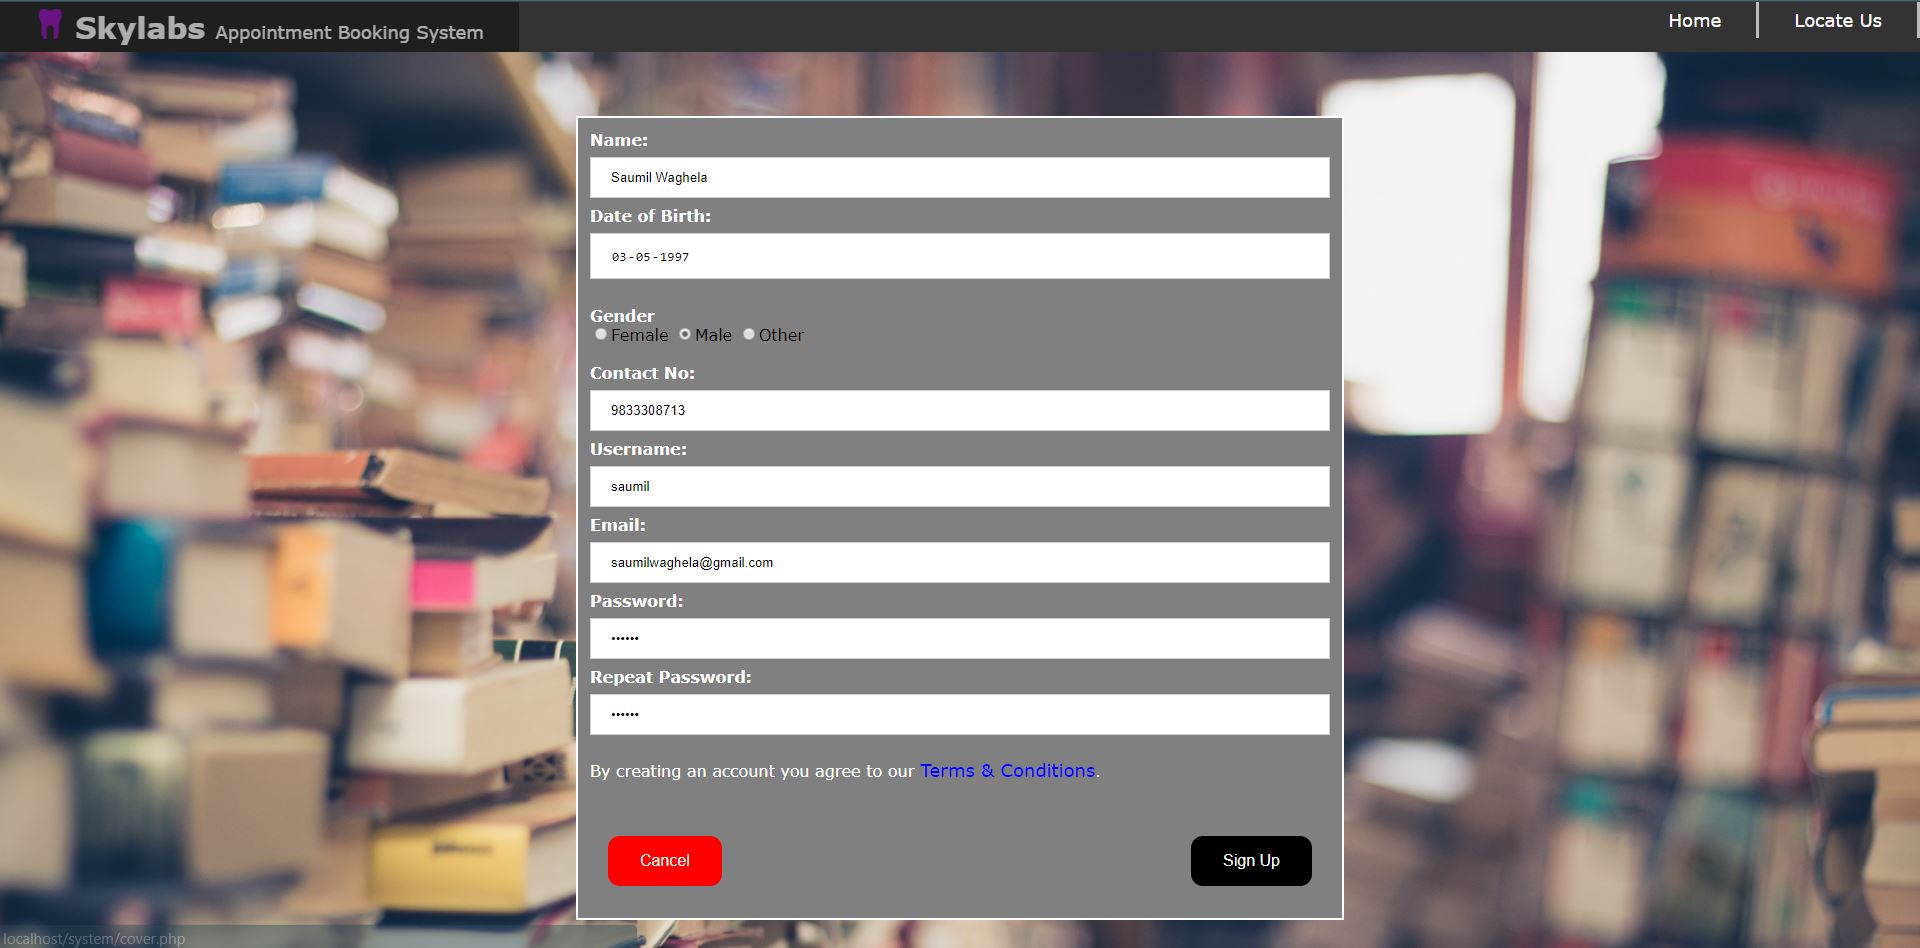 Skylabs Appointment Booking System
Home
Locate Us
Name:
Saumil Waghela
Date of Birth:
03-05-1997
Gender
Female Male Other
Contact No:
9833308713
Username:
saumil
Email:
saumilwaghela@gmail.com
Password:
••••••
Repeat Password:
••••••
By creating an account you agree to our Terms & Conditions.
Cancel
Sign Up
localhost/system/cover.php